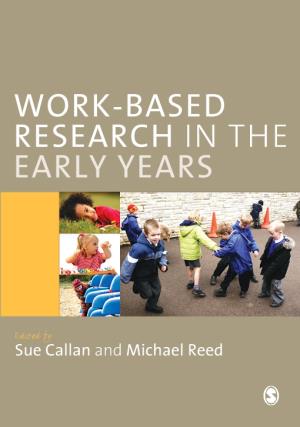 WORK-BASED
RESEARCH IN THE
EARLY YEARS
Edited by
Sue Callan and Michael Reed
S